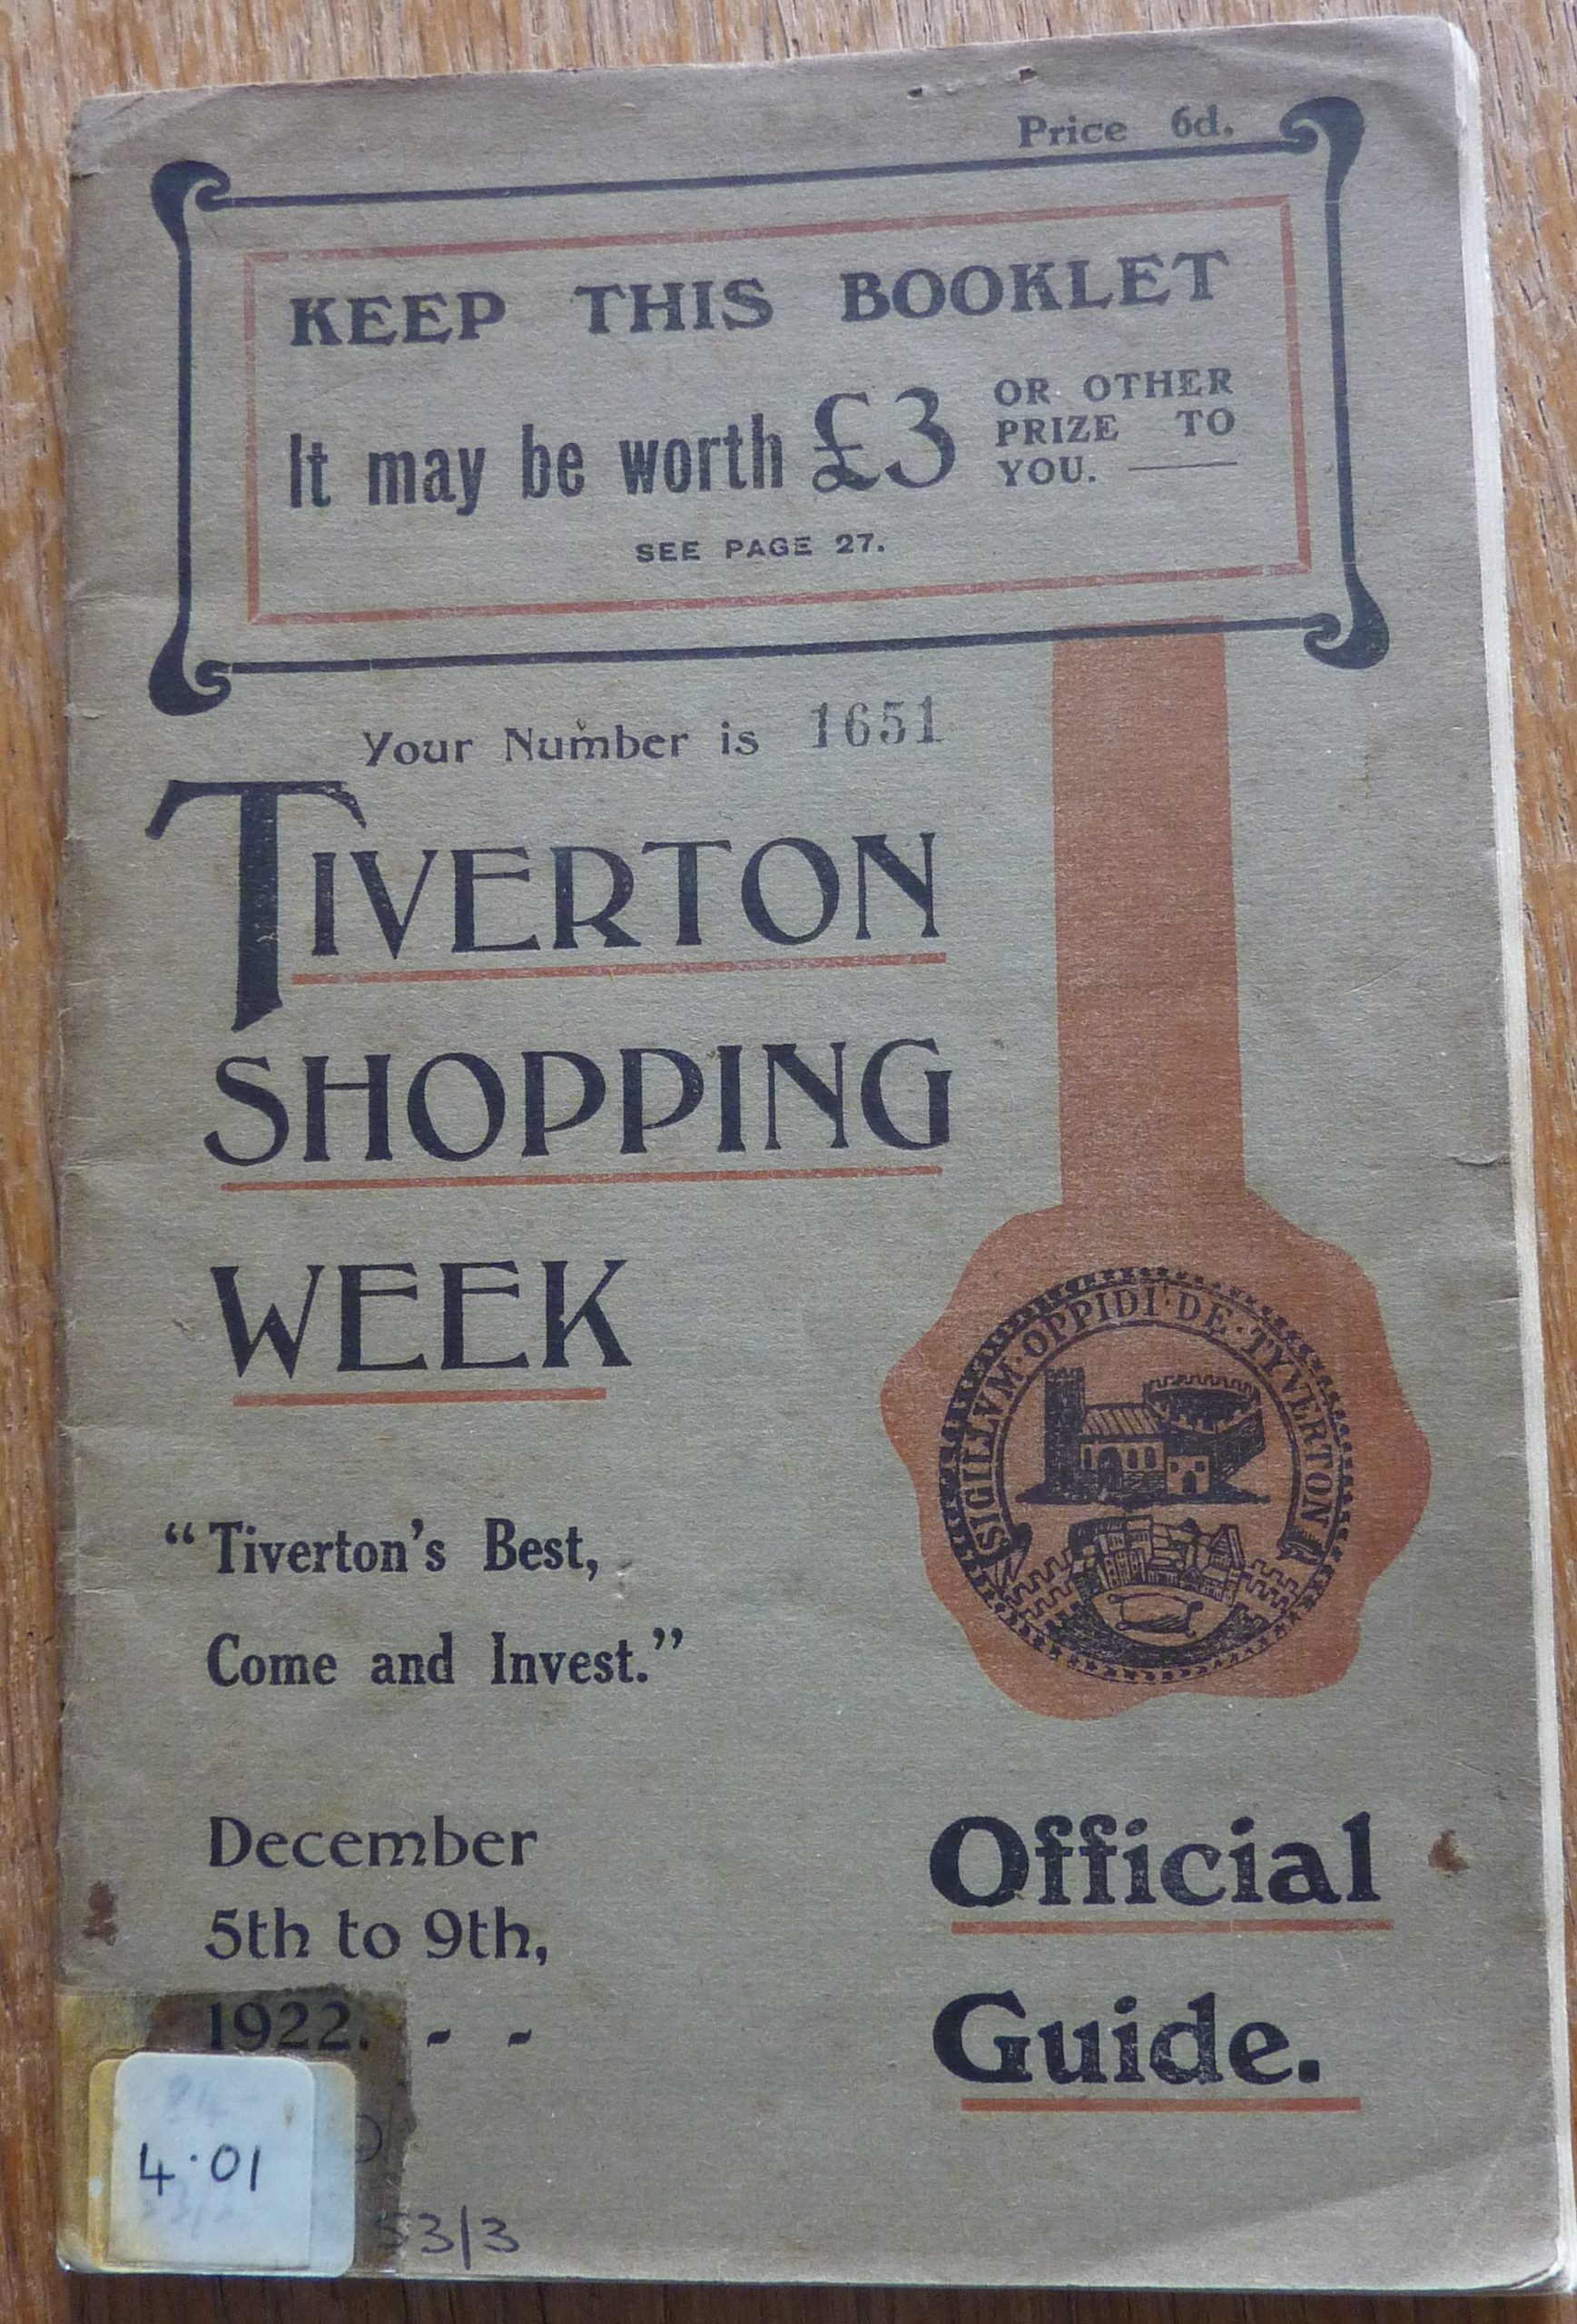 Price 6d.
KEEP THIS BOOKLET
It may be worth £3 OR OTHER
PRIZE TO
YOU.
SEE PAGE 27.
Your Number is 1651
TIVERTON
SHOPPING
WEEK
SIGILLVM·OPPIDI·DE·TYVERTON
“Tiverton's Best,
Come and Invest.”
December
5th to 9th,
1922. - -
Official
Guide.
4·01
53/3